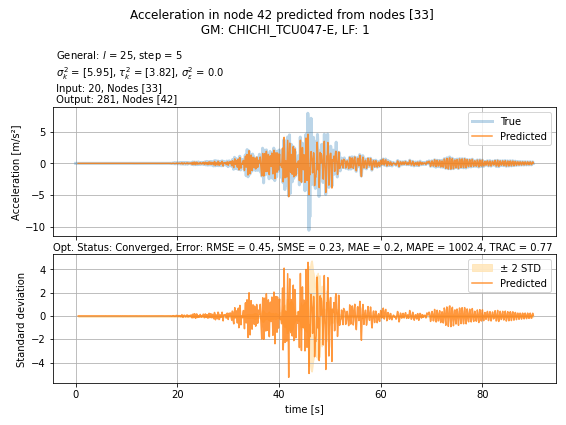 Acceleration in node 42 predicted from nodes [33]
GM: CHICHI_TCU047-E, LF: 1
General: l = 25, step = 5
σ²ₖ = [5.95], τ²ₖ = [3.82], σ²ε = 0.0
Input: 20, Nodes [33]
Output: 281, Nodes [42]
Acceleration [m/s²]
5
0
−5
−10
True
Predicted
Opt. Status: Converged, Error: RMSE = 0.45, SMSE = 0.23, MAE = 0.2, MAPE = 1002.4, TRAC = 0.77
Standard deviation
4
2
0
−2
−4
± 2 STD
Predicted
0 20 40 60 80
time [s]